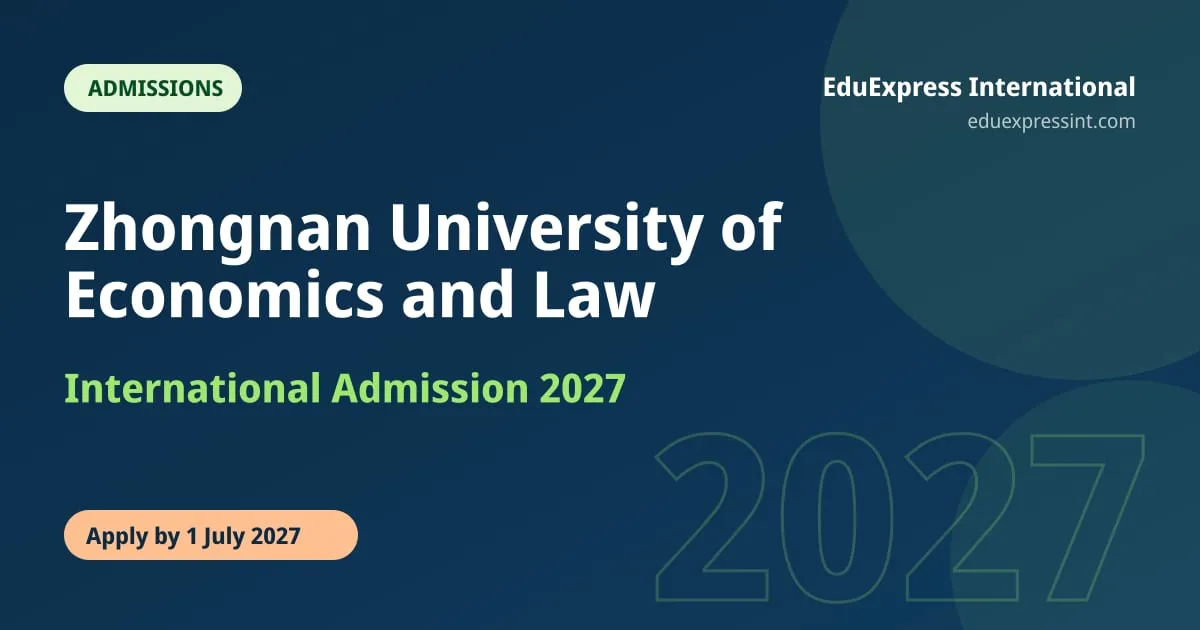 ADMISSIONS
EduExpress International
eduexpressint.com
Zhongnan University of
Economics and Law
International Admission 2027
Apply by 1 July 2027
2027